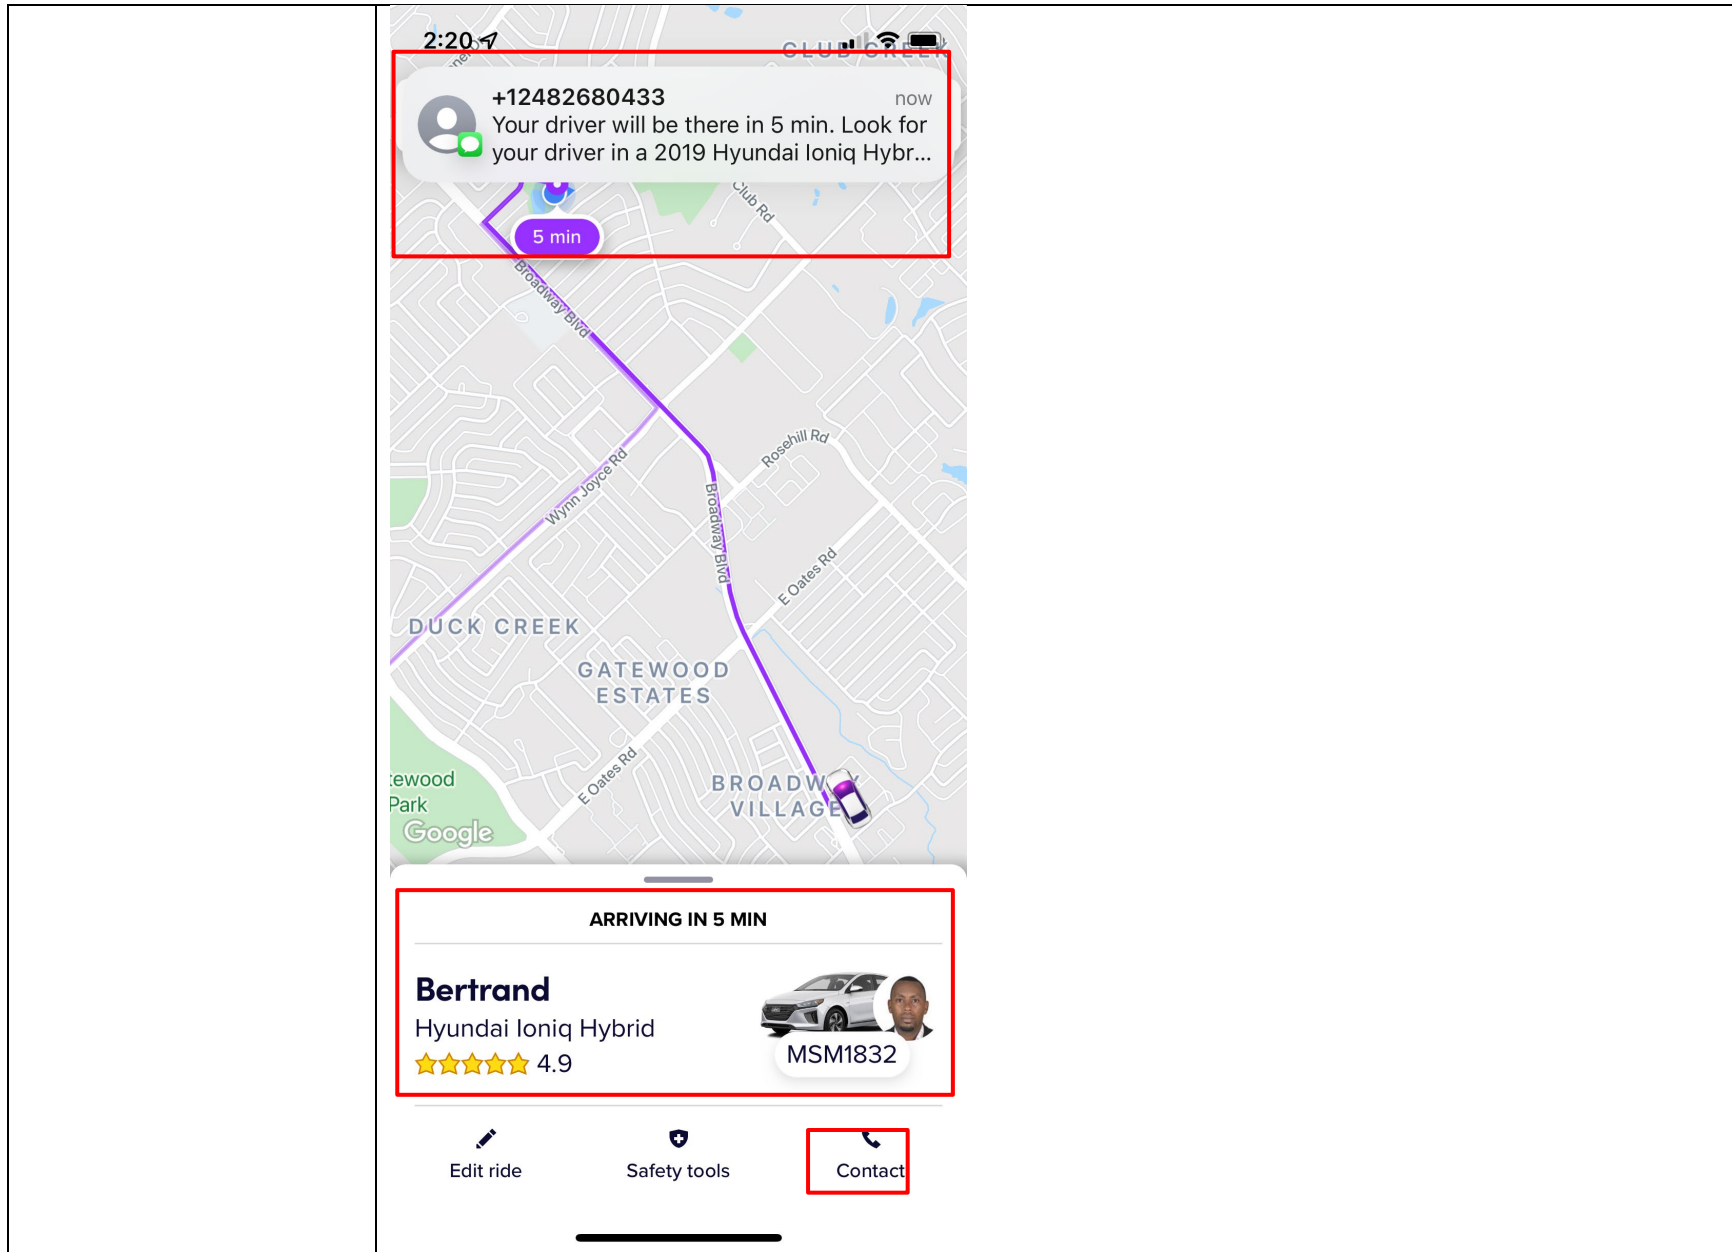 2:20
CLUB CREEK
+12482680433 now
Your driver will be there in 5 min. Look for
your driver in a 2019 Hyundai Ioniq Hybr...
Club Rd
5 min
Broadway Blvd
Rosehill Rd
Wynn Joyce Rd
Broadway Blvd
E Oates Rd
DUCK CREEK
GATEWOOD
ESTATES
E Oates Rd
BROADW
VILLAGE
tewood
Park
Google
ARRIVING IN 5 MIN
Bertrand
Hyundai Ioniq Hybrid
4.9
MSM1832
Edit ride
Safety tools
Contact